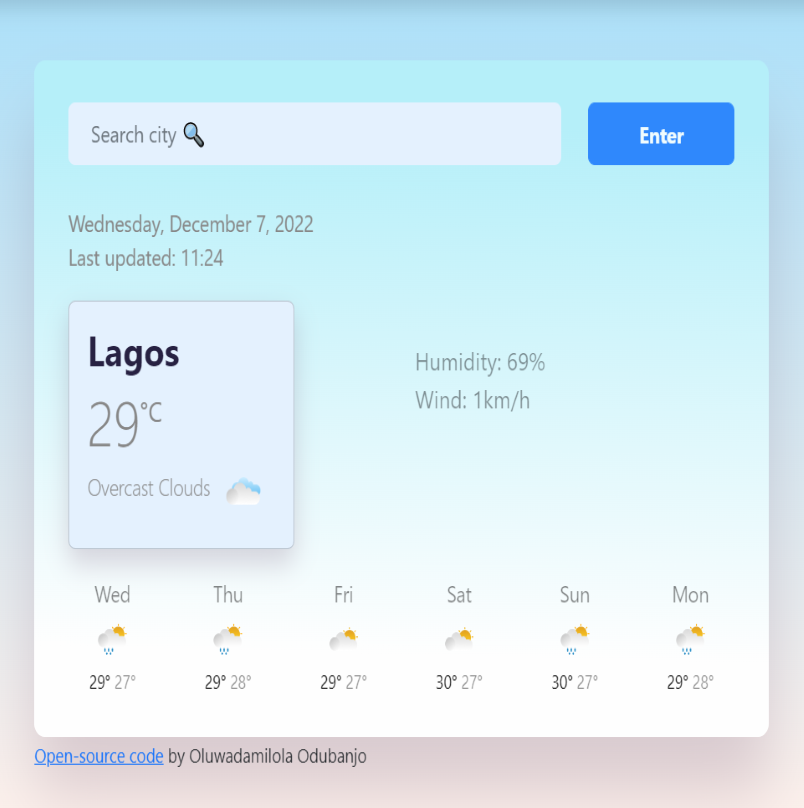 Search city 🔍 Enter
Wednesday, December 7, 2022
Last updated: 11:24
Lagos
29°C
Overcast Clouds
Humidity: 69%
Wind: 1km/h
Wed Thu Fri Sat Sun Mon
29° 27° 29° 28° 29° 27° 30° 27° 30° 27° 29° 28°
Open-source code by Oluwadamilola Odubanjo